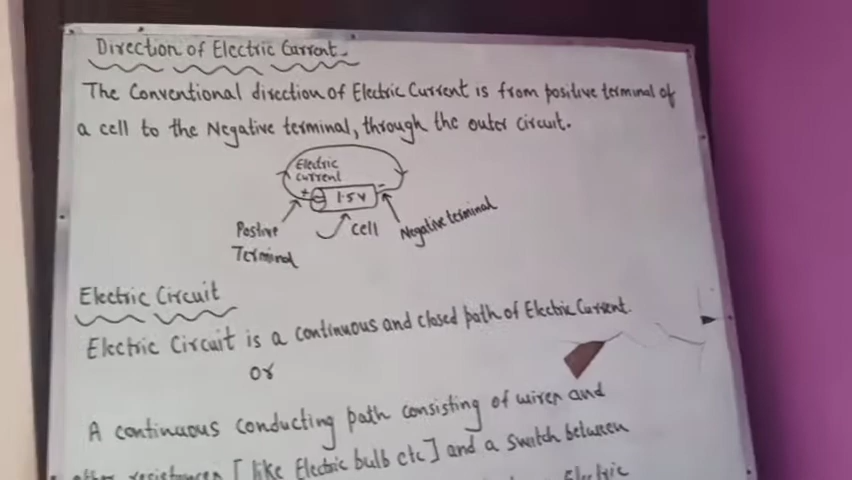 Direction of Electric Current.
The Conventional direction of Electric Current is from positive terminal of
a cell to the Negative terminal, through the outer circuit.
Electric
current
+ 1.5V -
Positive
Terminal
cell
Negative terminal
Electric Circuit
Electric Circuit is a continuous and closed path of Electric Current.
or
A continuous conducting path consisting of wires and
other resistances [like Electric bulb etc] and a switch between
Electric